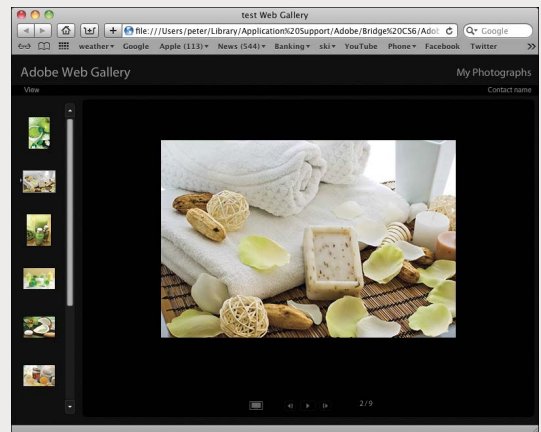 test Web Gallery
file:///Users/peter/Library/Application%20Support/Adobe/Bridge%20CS6/Adob
Google
weather Google Apple (113) News (544) Banking ski YouTube Phone Facebook Twitter >>
Adobe Web Gallery My Photographs
View Contact name
2/9